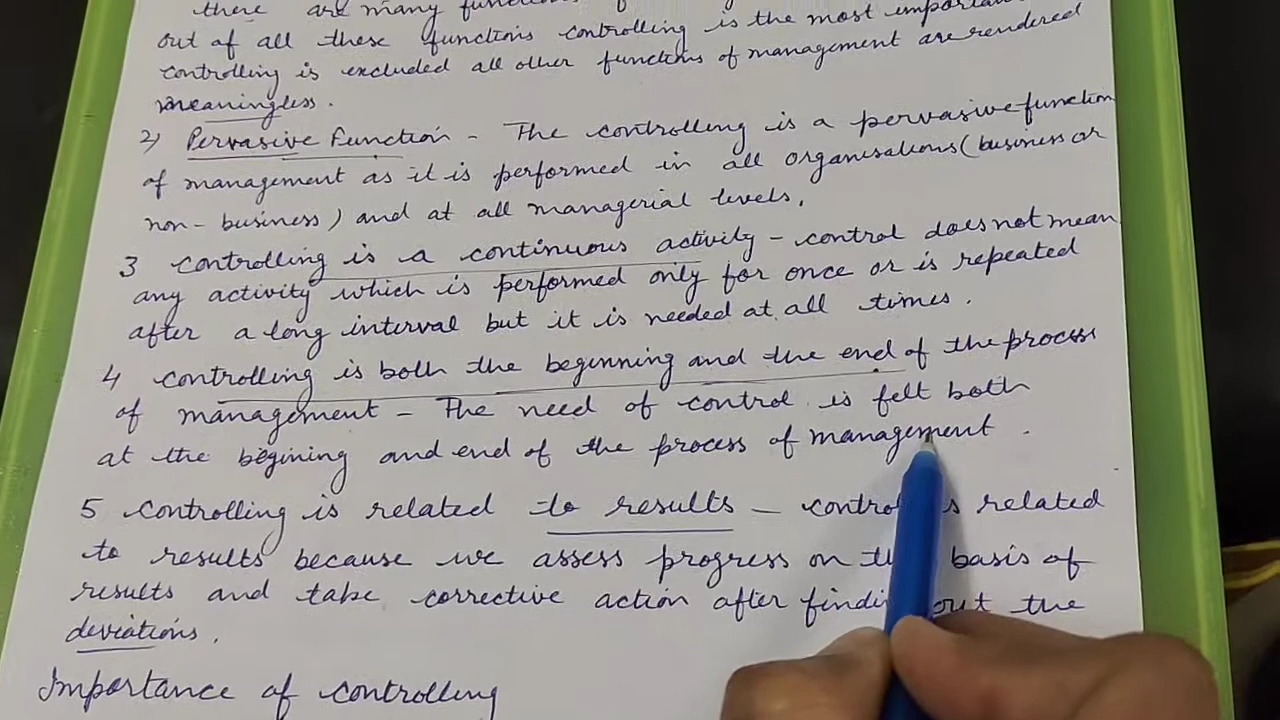 there are many
out of all these functions controlling is the most
controlling is excluded all other functions of management are rendered
meaningless.
2) Pervasive Function - The controlling is a pervasive function
of management as it is performed in all organisations (business or
non-business) and at all managerial levels.
3 controlling is a continuous activity - control does not mean
any activity which is performed only for once or is repeated
after a long interval but it is needed at all times.
4 controlling is both the beginning and the end of the process
of management - The need of control is felt both
at the begining and end of the process of management.
5 controlling is related to results - related
to results because we assess progress on basis of
results and take corrective action after out the
deviations.
Importance of controlling